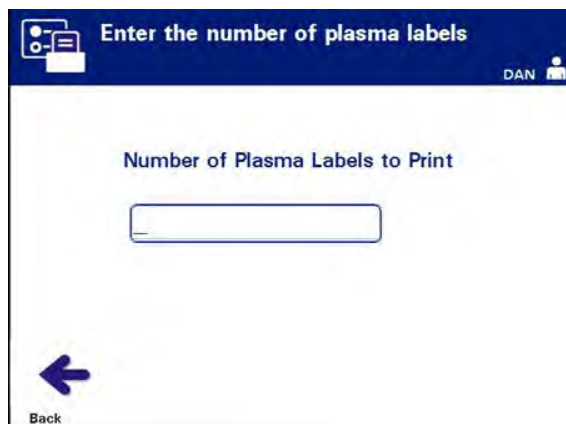 Enter the number of plasma labels
DAN
Number of Plasma Labels to Print
_
Back